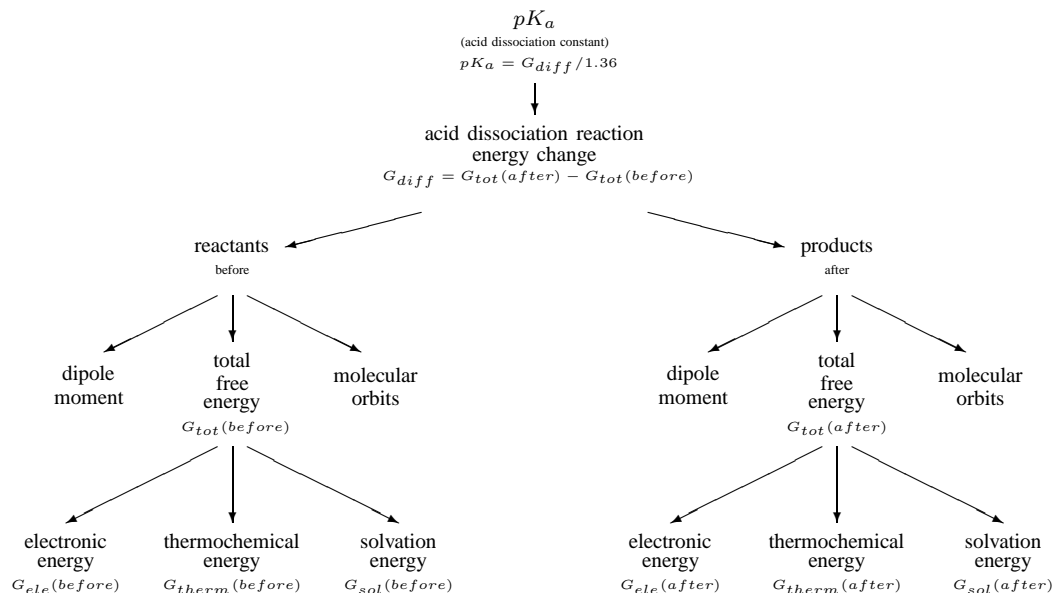 pK_a
(acid dissociation constant)
pK_a = G_diff/1.36
acid dissociation reaction
energy change
G_diff = G_tot(after) − G_tot(before)
reactants
before
products
after
dipole
moment
total
free
energy
G_tot(before)
molecular
orbits
dipole
moment
total
free
energy
G_tot(after)
molecular
orbits
electronic
energy
G_ele(before)
thermochemical
energy
G_therm(before)
solvation
energy
G_sol(before)
electronic
energy
G_ele(after)
thermochemical
energy
G_therm(after)
solvation
energy
G_sol(after)